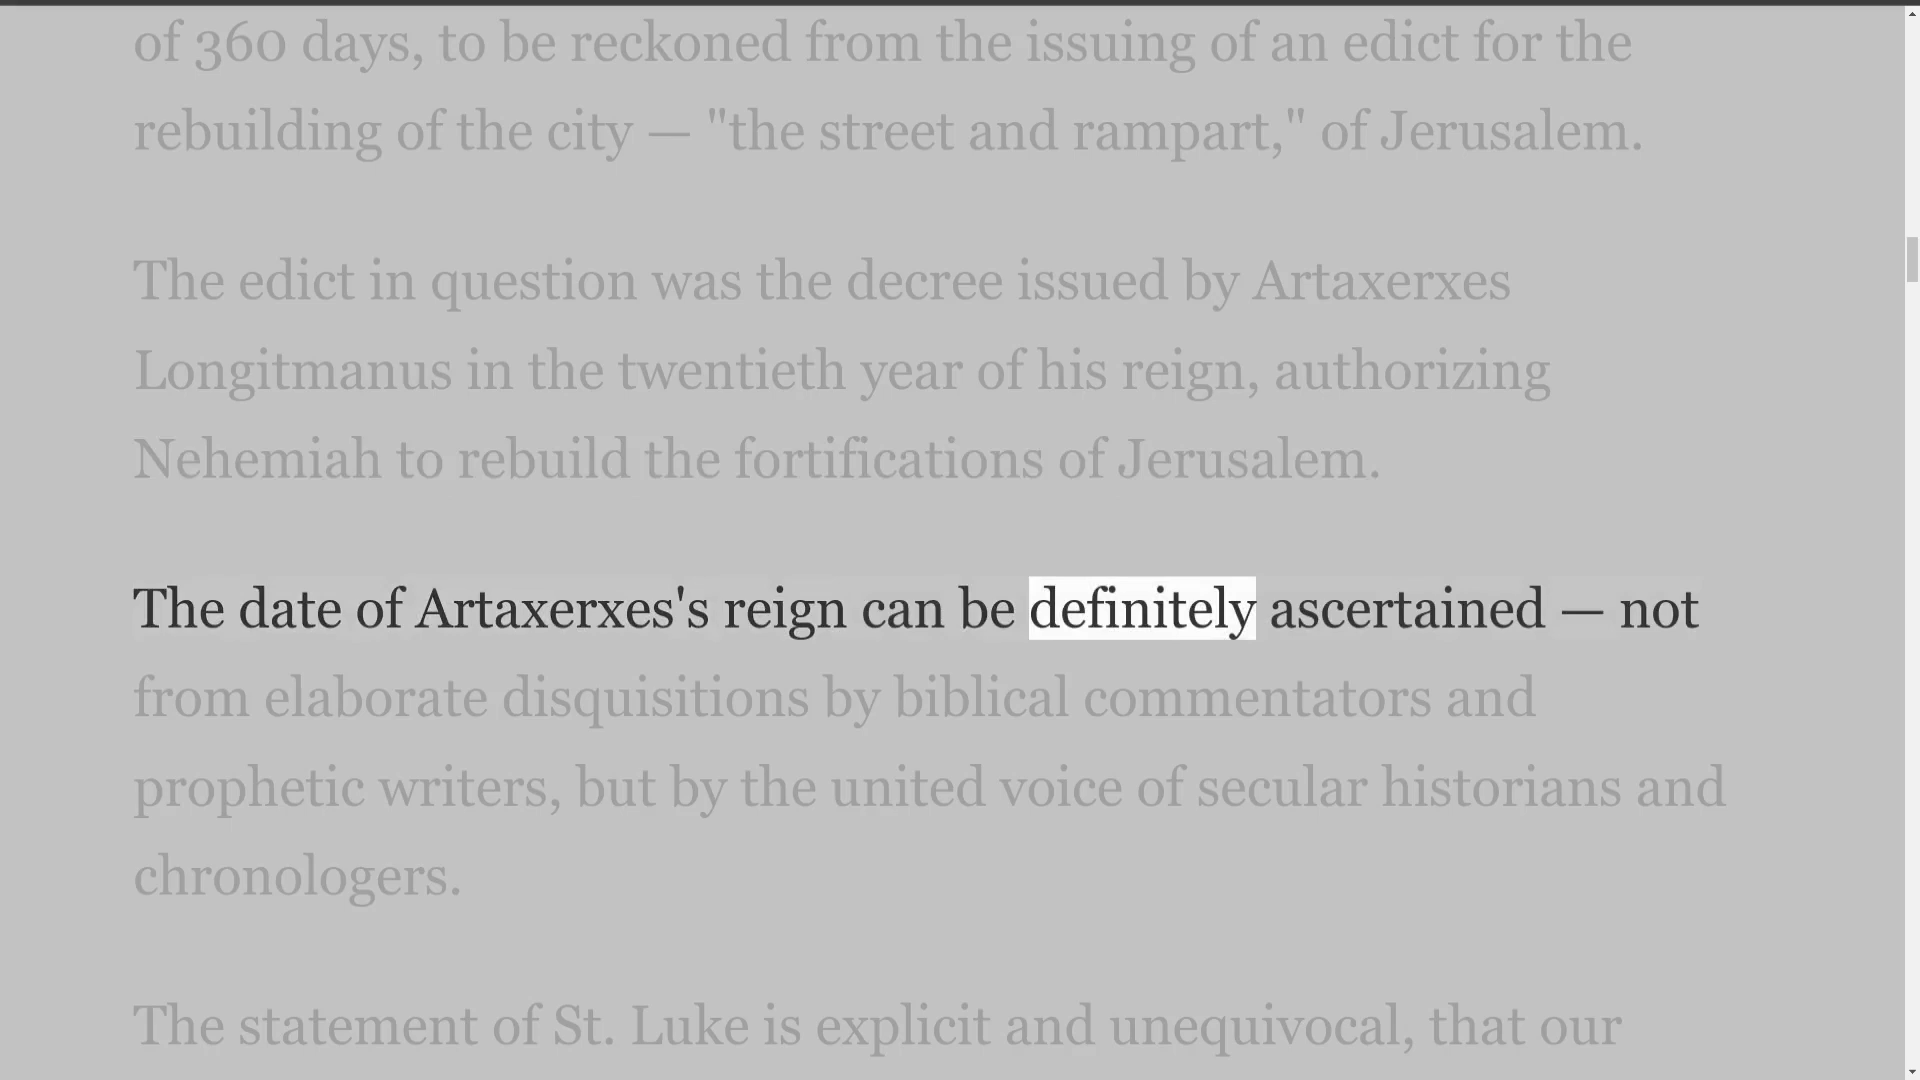 of 360 days, to be reckoned from the issuing of an edict for the
rebuilding of the city — "the street and rampart," of Jerusalem.
The edict in question was the decree issued by Artaxerxes
Longitmanus in the twentieth year of his reign, authorizing
Nehemiah to rebuild the fortifications of Jerusalem.
The date of Artaxerxes's reign can be definitely ascertained — not
from elaborate disquisitions by biblical commentators and
prophetic writers, but by the united voice of secular historians and
chronologers.
The statement of St. Luke is explicit and unequivocal, that our